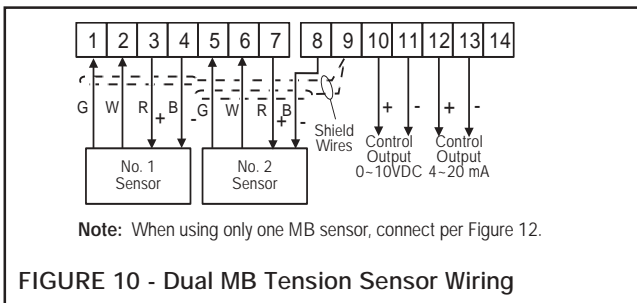 1 2 3 4 5 6 7 8 9 10 11 12 13 14
G W R + B - G W R + B - + - + -
Shield
Wires
Control
Output
0~10VDC
Control
Output
4~20 mA
No. 1
Sensor
No. 2
Sensor
Note: When using only one MB sensor, connect per Figure 12.
FIGURE 10 - Dual MB Tension Sensor Wiring